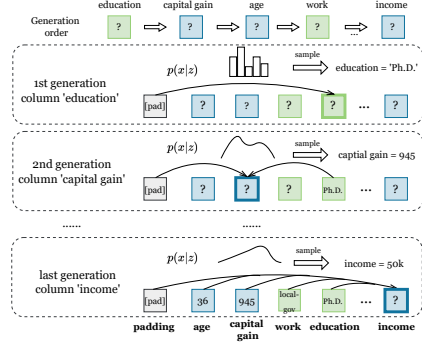 education capital gain age work income
Generation order ? ? ? ? ... ?
p(x|z) sample education = 'Ph.D.'
1st generation column 'education'
[pad] ? ? ? ? ... ?
p(x|z) sample captial gain = 945
2nd generation column 'capital gain'
[pad] ? ? ? Ph.D. ... ?
...... ......
p(x|z) sample income = 50k
last generation column 'income'
[pad] 36 945 local-gov Ph.D. ... ?
padding age capital gain work education income